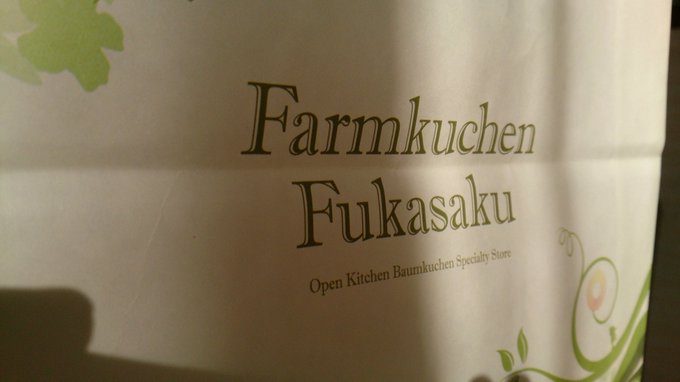 Farmkuchen
Fukasaku
Open Kitchen Baumkuchen Specialty Store